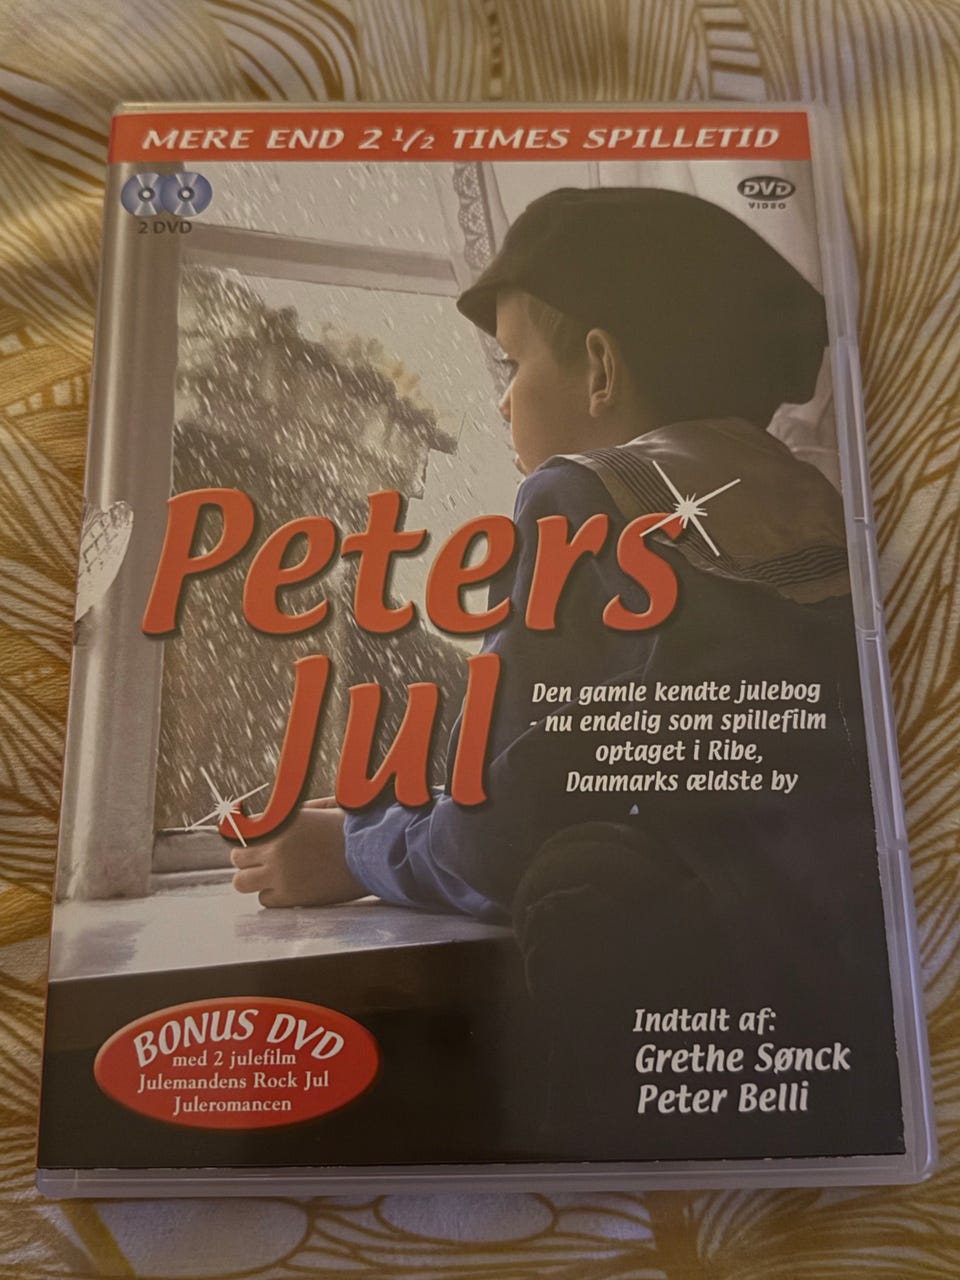 MERE END 2 ½ TIMES SPILLETID
2 DVD
DVD
VIDEO
Peters
Jul
Den gamle kendte julebog
- nu endelig som spillefilm
optaget i Ribe,
Danmarks ældste by
BONUS DVD
med 2 julefilm
Julemandens Rock Jul
Juleromancen
Indtalt af:
Grethe Sønck
Peter Belli